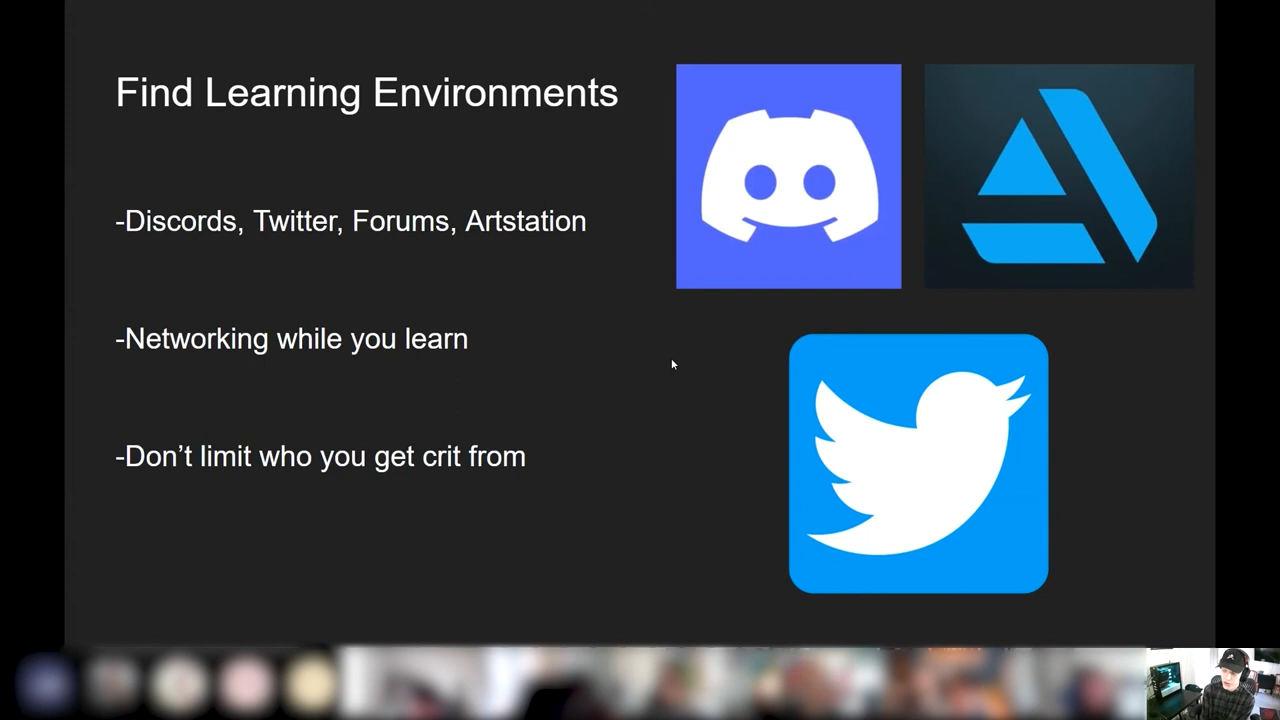 Find Learning Environments
-Discords, Twitter, Forums, Artstation
-Networking while you learn
-Don’t limit who you get crit from